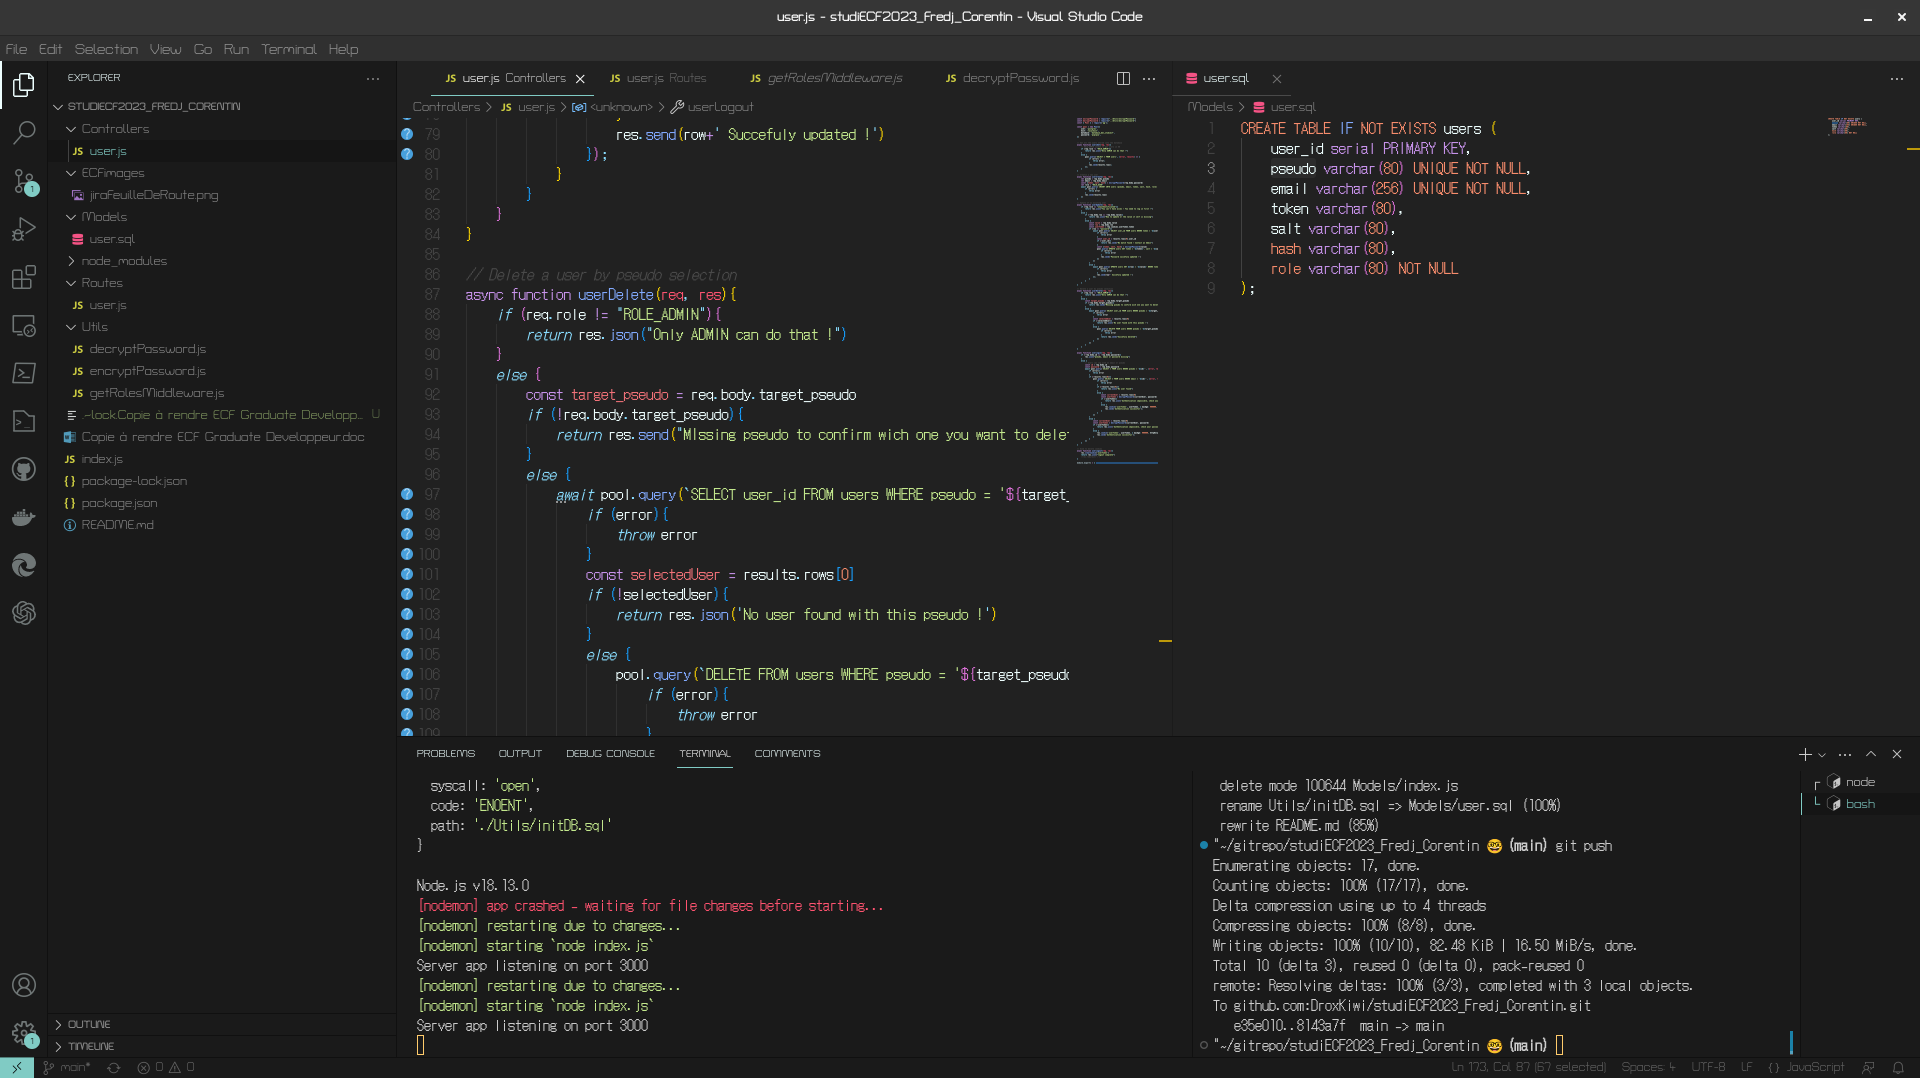 user.js - studiECF2023_Fredj_Corentin - Visual Studio Code
File Edit Selection View Go Run Terminal Help
EXPLORER
STUDIECF2023_FREDJ_CORENTIN
Controllers
JS user.js
ECFimages
jiraFeuilleDeRoute.png
Models
user.sql
node_modules
Routes
JS user.js
Utils
JS decryptPassword.js
JS encryptPassword.js
JS getRolesMiddleware.js
.~lock.Copie à rendre ECF Graduate Developp... U
Copie à rendre ECF Graduate Developpeur.doc
JS index.js
{} package-lock.json
{} package.json
README.md
OUTLINE
TIMELINE
JS user.js Controllers JS user.js Routes JS getRolesMiddleware.js JS decryptPassword.js
Controllers > JS user.js > <unknown> > userLogout
79 res.send(row+' Succefuly updated !')
80 });
81 }
82 }
83 }
84 }
85
86 // Delete a user by pseudo selection
87 async function userDelete(req, res){
88 if (req.role != "ROLE_ADMIN"){
89 return res.json("Only ADMIN can do that !")
90 }
91 else {
92 const target_pseudo = req.body.target_pseudo
93 if (!req.body.target_pseudo){
94 return res.send("MIssing pseudo to confirm wich one you want to dele
95 }
96 else {
97 await pool.query(`SELECT user_id FROM users WHERE pseudo = '${target_
98 if (error){
99 throw error
100 }
101 const selectedUser = results.rows[0]
102 if (!selectedUser){
103 return res.json('No user found with this pseudo !')
104 }
105 else {
106 pool.query(`DELETE FROM users WHERE pseudo = '${target_pseudo
107 if (error){
108 throw error
109 }
user.sql
Models > user.sql
1 CREATE TABLE IF NOT EXISTS users (
2 user_id serial PRIMARY KEY,
3 pseudo varchar(80) UNIQUE NOT NULL,
4 email varchar(256) UNIQUE NOT NULL,
5 token varchar(80),
6 salt varchar(80),
7 hash varchar(80),
8 role varchar(80) NOT NULL
9 );
PROBLEMS OUTPUT DEBUG CONSOLE TERMINAL COMMENTS
syscall: 'open',
code: 'ENOENT',
path: './Utils/initDB.sql'
}
Node.js v18.13.0
[nodemon] app crashed - waiting for file changes before starting...
[nodemon] restarting due to changes...
[nodemon] starting `node index.js`
Server app listening on port 3000
[nodemon] restarting due to changes...
[nodemon] starting `node index.js`
Server app listening on port 3000
delete mode 100644 Models/index.js
rename Utils/initDB.sql => Models/user.sql (100%)
rewrite README.md (85%)
"~/gitrepo/studiECF2023_Fredj_Corentin 🤓 (main) git push
Enumerating objects: 17, done.
Counting objects: 100% (17/17), done.
Delta compression using up to 4 threads
Compressing objects: 100% (8/8), done.
Writing objects: 100% (10/10), 82.48 KiB | 16.50 MiB/s, done.
Total 10 (delta 3), reused 0 (delta 0), pack-reused 0
remote: Resolving deltas: 100% (3/3), completed with 3 local objects.
To github.com:DroxKiwi/studiECF2023_Fredj_Corentin.git
e35e010..8143a7f main -> main
"~/gitrepo/studiECF2023_Fredj_Corentin 🤓 (main)
node
bash
main* 0 0
Ln 173, Col 87 (67 selected) Spaces: 4 UTF-8 LF {} JavaScript